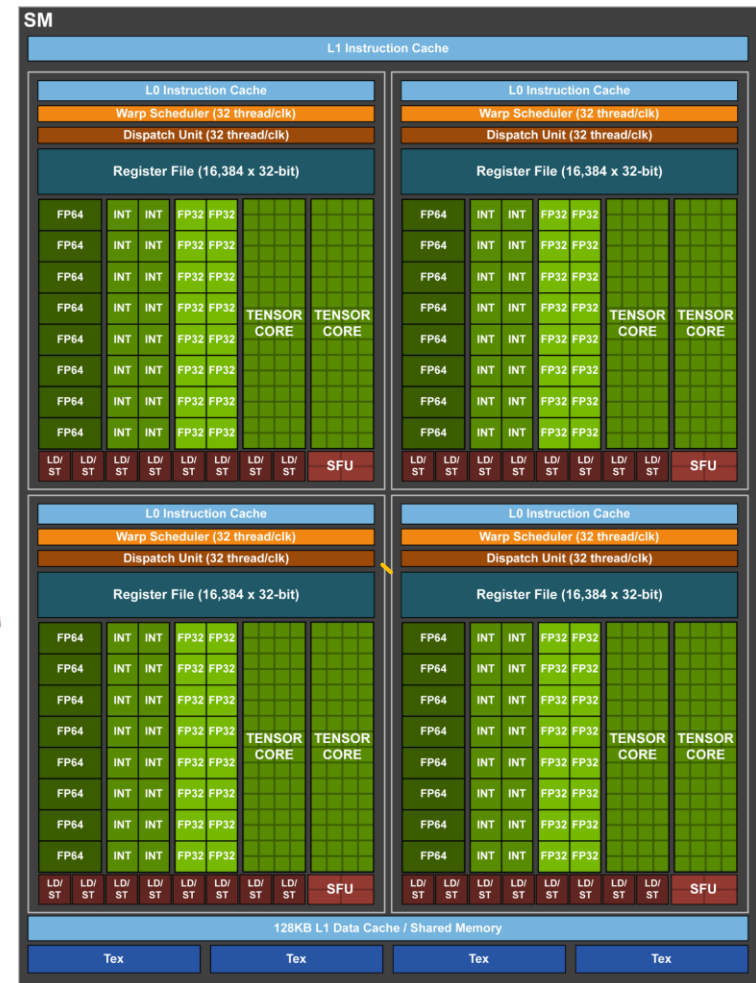 SM
L1 Instruction Cache
L0 Instruction Cache
Warp Scheduler (32 thread/clk)
Dispatch Unit (32 thread/clk)
Register File (16,384 x 32-bit)
FP64 INT INT FP32 FP32
FP64 INT INT FP32 FP32
FP64 INT INT FP32 FP32
FP64 INT INT FP32 FP32
FP64 INT INT FP32 FP32
FP64 INT INT FP32 FP32
FP64 INT INT FP32 FP32
FP64 INT INT FP32 FP32
TENSOR TENSOR
CORE CORE
LD/ LD/ LD/ LD/ LD/ LD/ LD/ LD/
ST ST ST ST ST ST ST ST
SFU
L0 Instruction Cache
Warp Scheduler (32 thread/clk)
Dispatch Unit (32 thread/clk)
Register File (16,384 x 32-bit)
FP64 INT INT FP32 FP32
FP64 INT INT FP32 FP32
FP64 INT INT FP32 FP32
FP64 INT INT FP32 FP32
FP64 INT INT FP32 FP32
FP64 INT INT FP32 FP32
FP64 INT INT FP32 FP32
FP64 INT INT FP32 FP32
TENSOR TENSOR
CORE CORE
LD/ LD/ LD/ LD/ LD/ LD/ LD/ LD/
ST ST ST ST ST ST ST ST
SFU
L0 Instruction Cache
Warp Scheduler (32 thread/clk)
Dispatch Unit (32 thread/clk)
Register File (16,384 x 32-bit)
FP64 INT INT FP32 FP32
FP64 INT INT FP32 FP32
FP64 INT INT FP32 FP32
FP64 INT INT FP32 FP32
FP64 INT INT FP32 FP32
FP64 INT INT FP32 FP32
FP64 INT INT FP32 FP32
FP64 INT INT FP32 FP32
TENSOR TENSOR
CORE CORE
LD/ LD/ LD/ LD/ LD/ LD/ LD/ LD/
ST ST ST ST ST ST ST ST
SFU
L0 Instruction Cache
Warp Scheduler (32 thread/clk)
Dispatch Unit (32 thread/clk)
Register File (16,384 x 32-bit)
FP64 INT INT FP32 FP32
FP64 INT INT FP32 FP32
FP64 INT INT FP32 FP32
FP64 INT INT FP32 FP32
FP64 INT INT FP32 FP32
FP64 INT INT FP32 FP32
FP64 INT INT FP32 FP32
FP64 INT INT FP32 FP32
TENSOR TENSOR
CORE CORE
LD/ LD/ LD/ LD/ LD/ LD/ LD/ LD/
ST ST ST ST ST ST ST ST
SFU
128KB L1 Data Cache / Shared Memory
Tex Tex Tex Tex